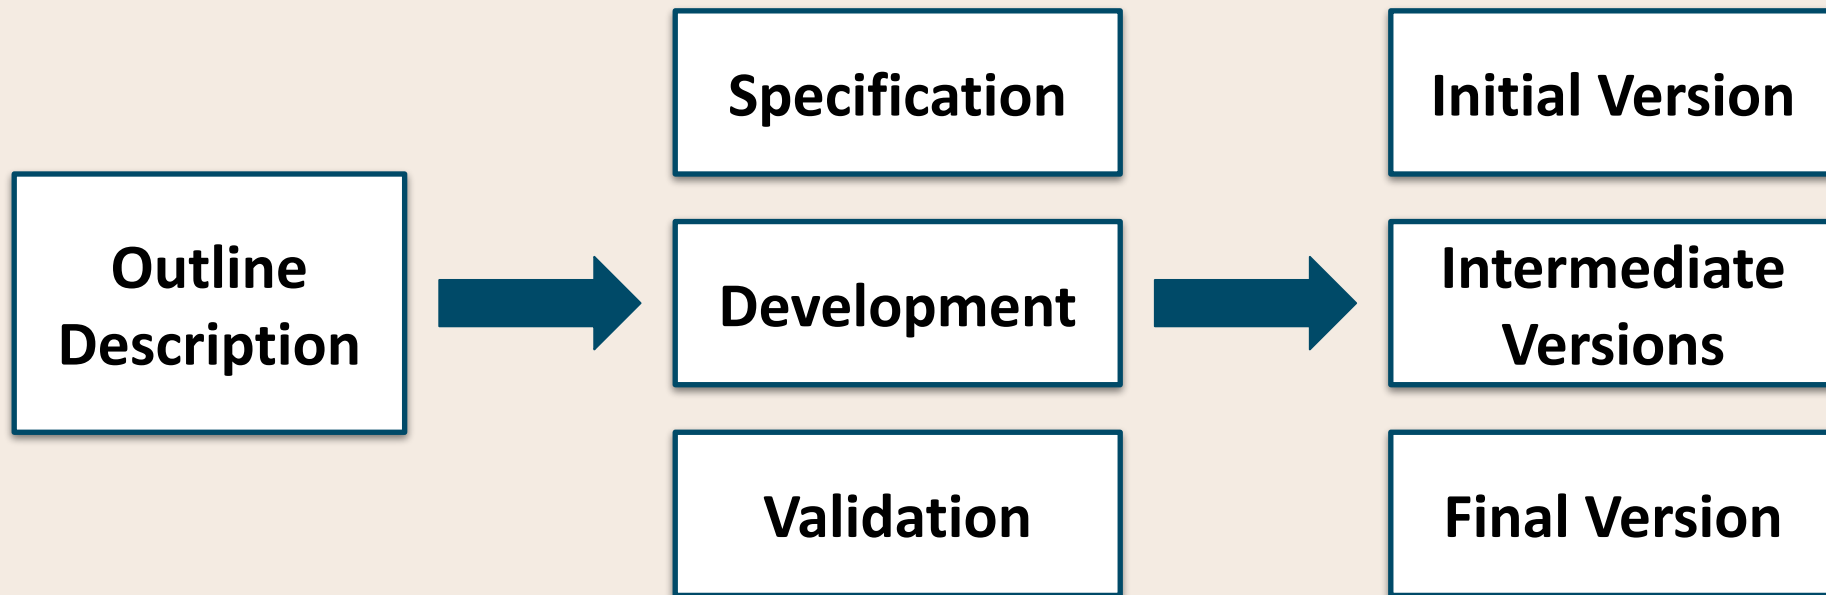 Outline
Description
Specification
Development
Validation
Initial Version
Intermediate
Versions
Final Version